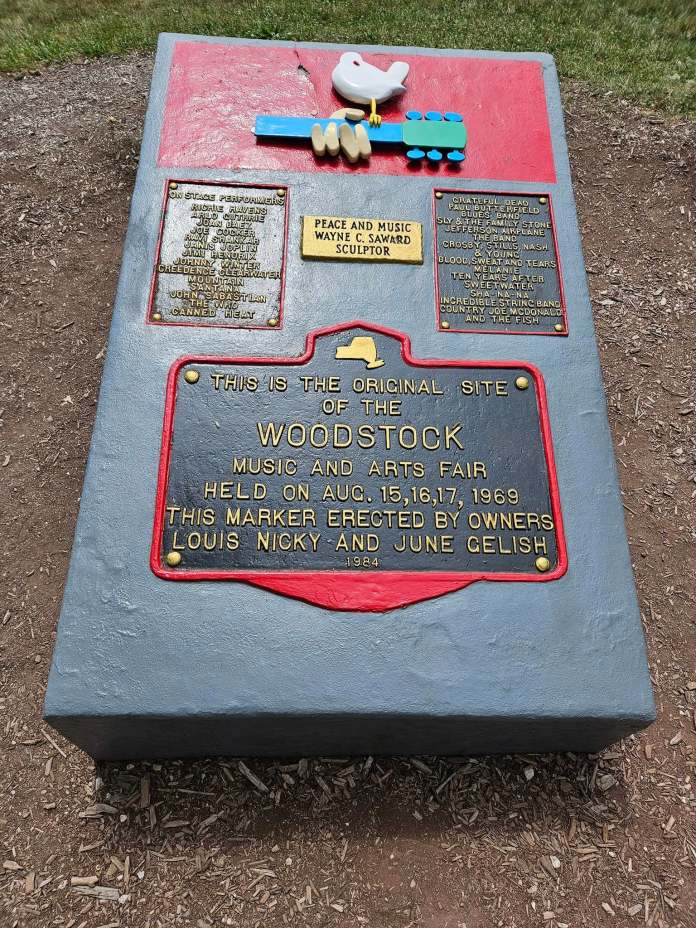 ON STAGE PERFORMERS
RICHIE HAVENS
ARLO GUTHRIE
JOAN BAEZ
JOE COCKER
RAVI SHANKAR
JANIS JOPLIN
JIMI HENDRIX
JOHNNY WINTER
CREEDENCE CLEARWATER
MOUNTAIN
SANTANA
JOHN SABASTIAN
THE WHO
CANNED HEAT
PEACE AND MUSIC
WAYNE C. SAWARD
SCULPTOR
GRATEFUL DEAD
PAUL BUTTERFIELD
BLUES BAND
SLY & THE FAMILY STONE
JEFFERSON AIRPLANE
THE BAND
CROSBY, STILLS, NASH
& YOUNG
BLOOD, SWEAT AND TEARS
MELANIE
TEN YEARS AFTER
SWEETWATER
SHA-NA-NA
INCREDIBLE STRING BAND
COUNTRY JOE MCDONALD
AND THE FISH
THIS IS THE ORIGINAL SITE
OF THE
WOODSTOCK
MUSIC AND ARTS FAIR
HELD ON AUG. 15,16,17, 1969
THIS MARKER ERECTED BY OWNERS
LOUIS NICKY AND JUNE GELISH
1984